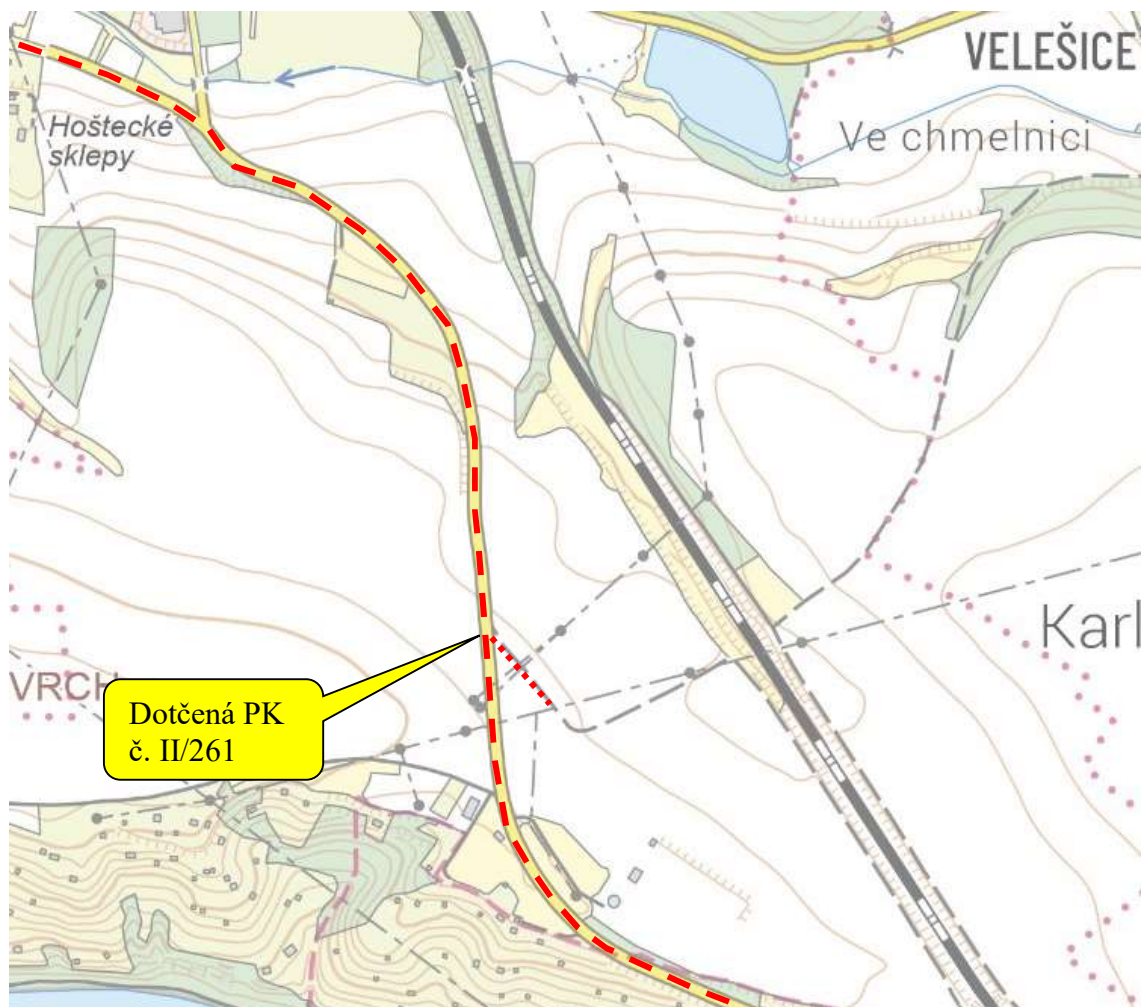 VELEŠICE
Ve chmelnici
Hoštecké
sklepy
Karl
VRCH
Dotčená PK
č. II/261